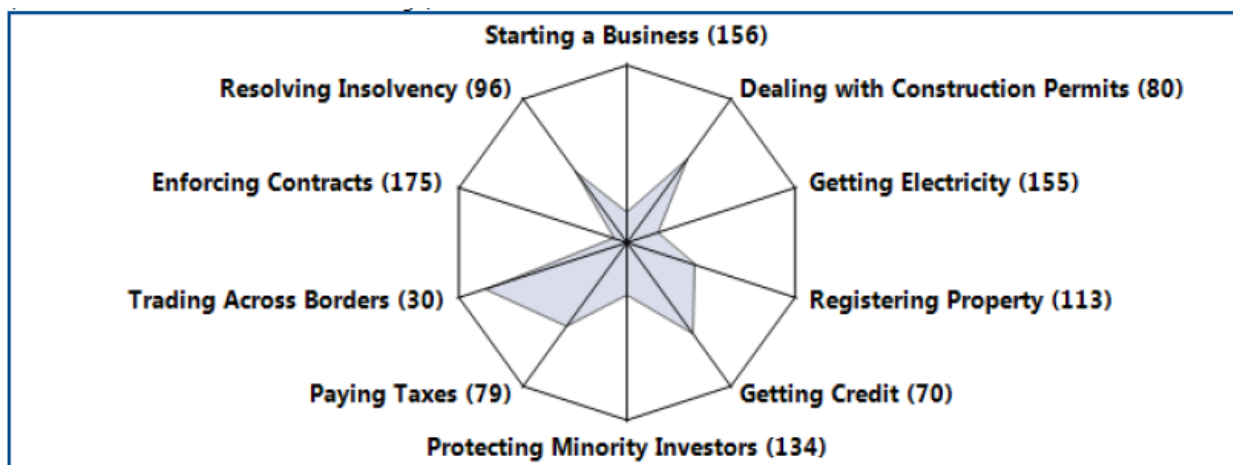 Starting a Business (156)
Resolving Insolvency (96)
Dealing with Construction Permits (80)
Enforcing Contracts (175)
Getting Electricity (155)
Trading Across Borders (30)
Registering Property (113)
Paying Taxes (79)
Getting Credit (70)
Protecting Minority Investors (134)